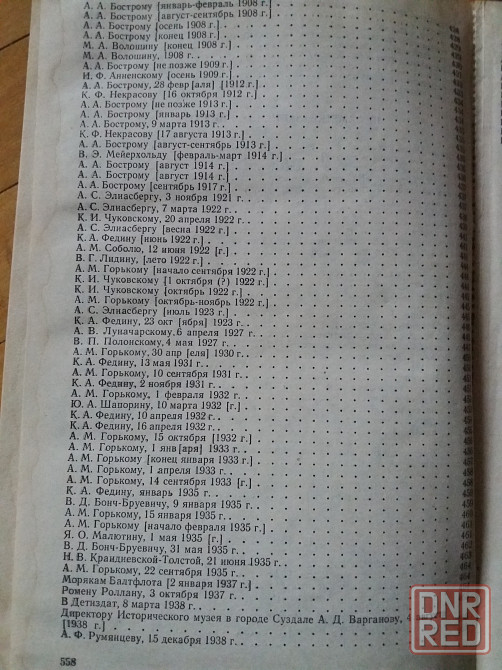 А. А. Бострому [январь-февраль 1908 г.]
А. А. Бострому [август-сентябрь 1908 г.]
А. А. Бострому [осень 1908 г.]
А. А. Бострому [конец 1908 г.]
М. А. Волошину [конец 1908 г.]
М. А. Волошину, 1908 г.
А. А. Бострому [не позже 1909 г.]
И. Ф. Анненскому [осень 1909 г.]
А. А. Бострому, 28 февр[аля] [1912 г.]
К. Ф. Некрасову [16 октября 1912 г.]
А. А. Бострому [не позже 1913 г.]
А. А. Бострому [январь 1913 г.]
А. А. Бострому, 9 марта 1913 г.
К. Ф. Некрасову [17 августа 1913 г.]
А. А. Бострому [август-сентябрь 1913 г.]
В. Э. Мейерхольду [февраль-март 1914 г.]
А. А. Бострому [август 1914 г.]
А. А. Бострому [август 1914 г.]
А. А. Бострому [сентябрь 1917 г.]
А. С. Элиасбергу, 3 ноября 1921 г.
А. С. Элиасбергу, 7 марта 1922 г.
К. И. Чуковскому, 20 апреля 1922 г.
А. С. Элиасбергу [весна 1922 г.]
К. А. Федину [июнь 1922 г.]
А. М. Соболю, 12 июня 1922 [г.]
В. Г. Лидину, [лето 1922 г.]
А. М. Горькому [начало сентября 1922 г.]
К. И. Чуковскому [1 октября (?) 1922 г.]
К. И. Чуковскому [октябрь 1922 г.]
А. М. Горькому [октябрь-ноябрь 1922 г.]
А. С. Элиасбергу [июль 1923 г.]
К. А. Федину, 23 окт [ября] 1923 г.
А. В. Луначарскому, 6 апреля 1927 г.
В. П. Полонскому, 4 мая 1927 г.
А. М. Горькому, 30 апр [еля] 1930 г.
К. А. Федину, 13 мая 1931 г.
А. М. Горькому, 10 сентября 1931 г.
К. А. Федину, 2 ноября 1931 г.
А. М. Горькому, 1 февраля 1932 г.
Ю. А. Шапорину, 10 марта 1932 [г.]
К. А. Федину, 10 апреля 1932 г.
К. А. Федину, 16 апреля 1932 г.
А. М. Горькому, 15 октября [1932 г.]
А. М. Горькому, 1 янв [аря] 1933 г.
А. М. Горькому [конец января 1933 г.]
А. М. Горькому, 1 апреля 1933 г.
А. М. Горькому, 14 сентября 1933 [г.]
К. А. Федину, январь 1935 г.
В. Д. Бонч-Бруевичу, 9 января 1935 г.
А. М. Горькому, 15 января 1935 г.
А. М. Горькому [начало февраля 1935 г.]
Я. О. Малютину, 1 мая 1935 [г.]
В. Д. Бонч-Бруевичу, 31 мая 1935 г.
Н. В. Крандиевской-Толстой, 21 июня 1935 г.
А. М. Горькому, 22 сентября 1935 г.
Морякам Балтфлота [2 января 1937 г.]
Ромену Роллану, 3 октября 1937 г.
В Детиздат, 8 марта 1938 г.
Директору Исторического музея в городе Суздале А. Д. Варганову, 4
[1938 г.]
А. Ф. Румянцеву, 15 декабря 1938 г.
558
DNR
RED